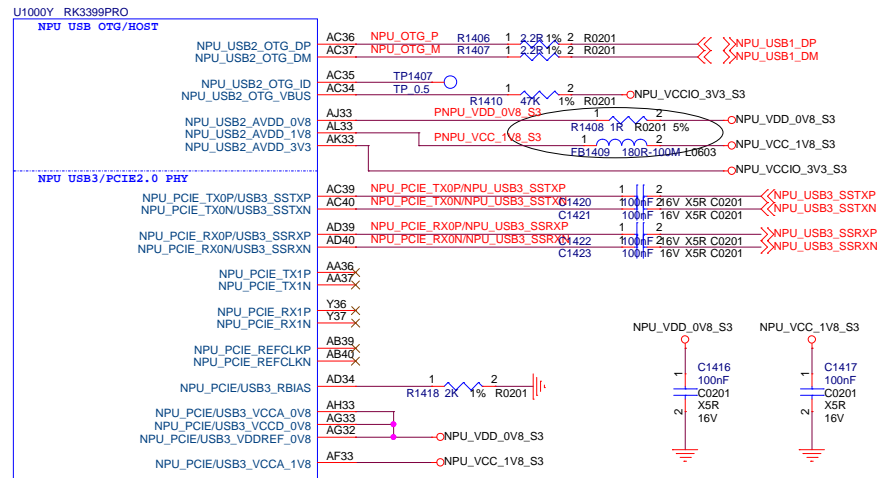 U1000Y RK3399PRO
NPU USB OTG/HOST
NPU_USB2_OTG_DP AC36 NPU_OTG_P R1406 1 2.2R 1% 2 R0201 NPU_USB1_DP
NPU_USB2_OTG_DM AC37 NPU_OTG_M R1407 1 2.2R 1% 2 R0201 NPU_USB1_DM
NPU_USB2_OTG_ID AC35 TP1407
NPU_USB2_OTG_VBUS AC34 TP_0.5 1 2 NPU_VCCIO_3V3_S3
R1410 47K 1% R0201
NPU_USB2_AVDD_0V8 AJ33 PNPU_VDD_0V8_S3 1 2 NPU_VDD_0V8_S3
R1408 1R R0201 5%
NPU_USB2_AVDD_1V8 AL33 PNPU_VCC_1V8_S3 1 2 NPU_VCC_1V8_S3
NPU_USB2_AVDD_3V3 AK33 FB1409 180R-100M L0603
NPU_VCCIO_3V3_S3
NPU USB3/PCIE2.0 PHY
NPU_PCIE_TX0P/USB3_SSTXP AC39 NPU_PCIE_TX0P/NPU_USB3_SSTXP 1 2 NPU_USB3_SSTXP
NPU_PCIE_TX0N/USB3_SSTXN AC40 NPU_PCIE_TX0N/NPU_USB3_SSTXN C1420 1 100nF 2 16V X5R C0201 NPU_USB3_SSTXN
C1421 100nF 16V X5R C0201
NPU_PCIE_RX0P/USB3_SSRXP AD39 NPU_PCIE_RX0P/NPU_USB3_SSRXP 1 2 NPU_USB3_SSRXP
NPU_PCIE_RX0N/USB3_SSRXN AD40 NPU_PCIE_RX0N/NPU_USB3_SSRXN C1422 1 100nF 2 16V X5R C0201 NPU_USB3_SSRXN
C1423 100nF 16V X5R C0201
NPU_PCIE_TX1P AA36
NPU_PCIE_TX1N AA37
NPU_PCIE_RX1P Y36
NPU_PCIE_RX1N Y37
NPU_VDD_0V8_S3 NPU_VCC_1V8_S3
NPU_PCIE_REFCLKP AB39
NPU_PCIE_REFCLKN AB40
NPU_PCIE/USB3_RBIAS AD34 1 2
R1418 2K 1% R0201
1 C1416 1 C1417
100nF 100nF
C0201 C0201
2 X5R 2 X5R
16V 16V
NPU_PCIE/USB3_VCCA_0V8 AH33
NPU_PCIE/USB3_VCCD_0V8 AG33
NPU_PCIE/USB3_VDDREF_0V8 AG32 NPU_VDD_0V8_S3
NPU_PCIE/USB3_VCCA_1V8 AF33 NPU_VCC_1V8_S3